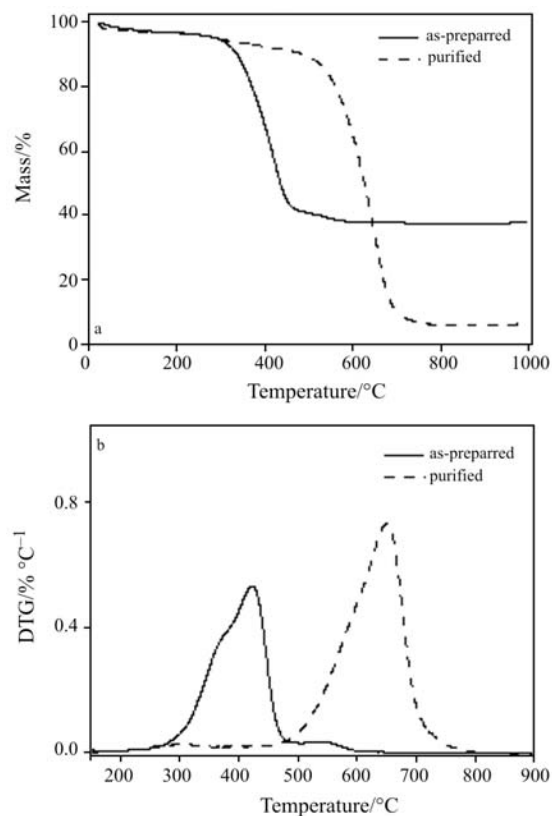 100
80
60
40
20
0
Mass/%
as-preparred
purified
a
0
200
400
600
800
1000
Temperature/°C
b
as-preparred
purified
0.8
0.4
0.0
DTG/% °C⁻¹
200
300
400
500
600
700
800
900
Temperature/°C